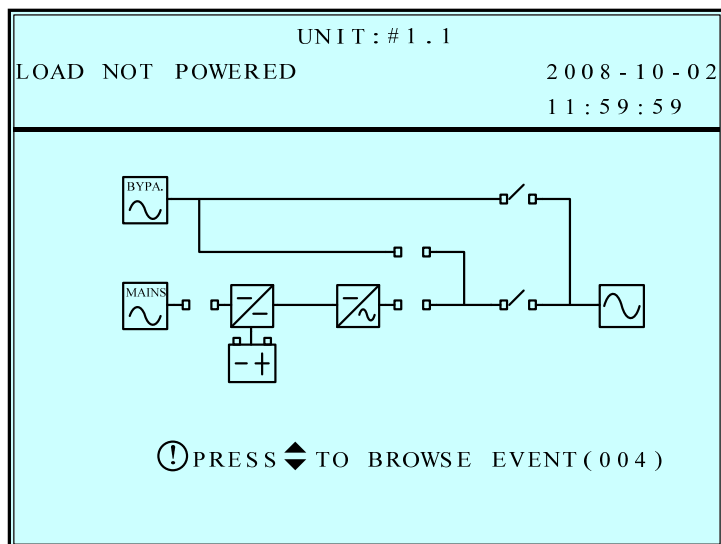 UNIT:#1.1
LOAD NOT POWERED
2008-10-02
11:59:59
BYPA.
MAINS
! PRESS TO BROWSE EVENT(004)